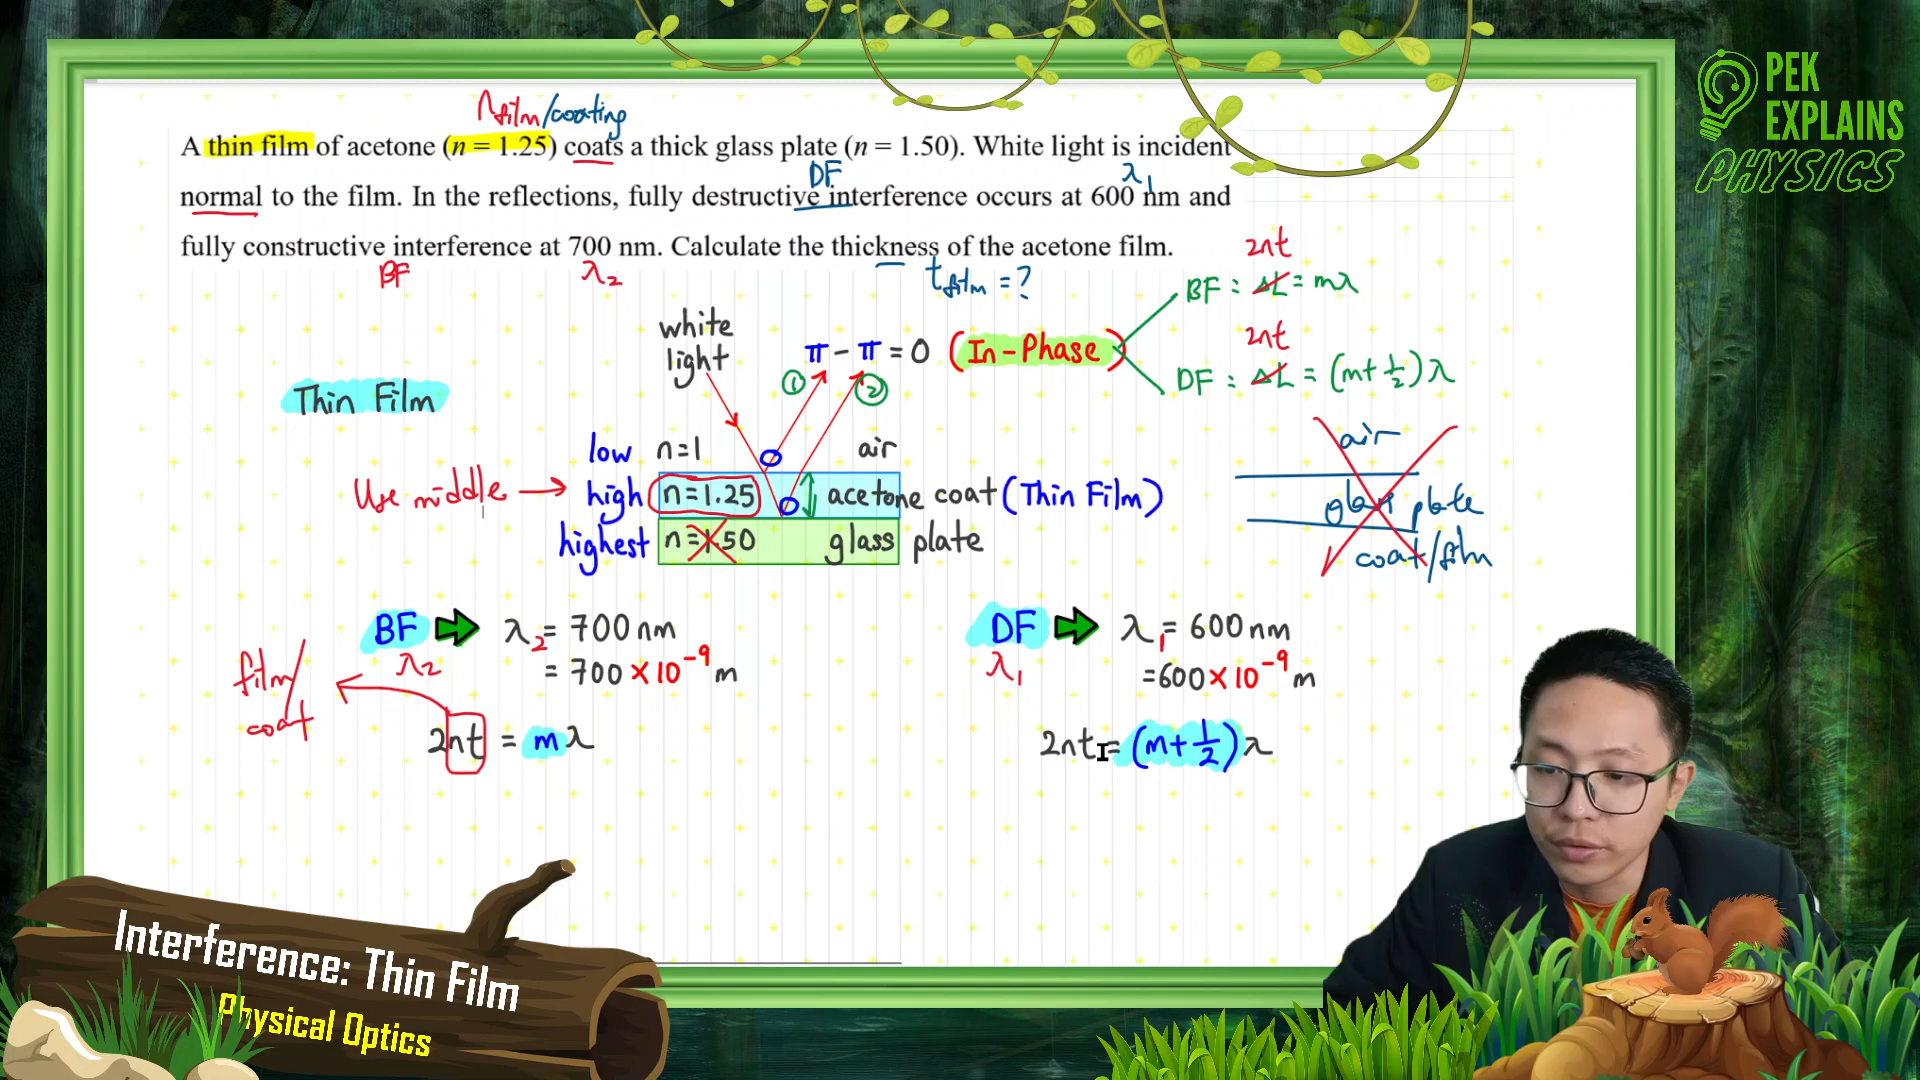 n film/coating
A thin film of acetone (n = 1.25) coats a thick glass plate (n = 1.50). White light is incident
DF
λ₁
normal to the film. In the reflections, fully destructive interference occurs at 600 nm and
fully constructive interference at 700 nm. Calculate the thickness of the acetone film.
BF
λ₂
t film = ?
2nt
BF : ΔL = mλ
white
light
π - π = 0 (In-Phase)
2nt
DF : ΔL = (m+½)λ
① ②
Thin Film
low n=1 air
Use middle → high n=1.25 acetone coat (Thin Film)
highest n=1.50 glass plate
air
glass plate
coat/film
BF λ₂ = 700 nm
λ₂
= 700 × 10⁻⁹ m
film/
coat
2nt = mλ
DF λ₁ = 600 nm
λ₁
=600 × 10⁻⁹ m
2nt = (m+½)λ
PEK
EXPLAINS
PHYSICS
Interference: Thin Film
Physical Optics